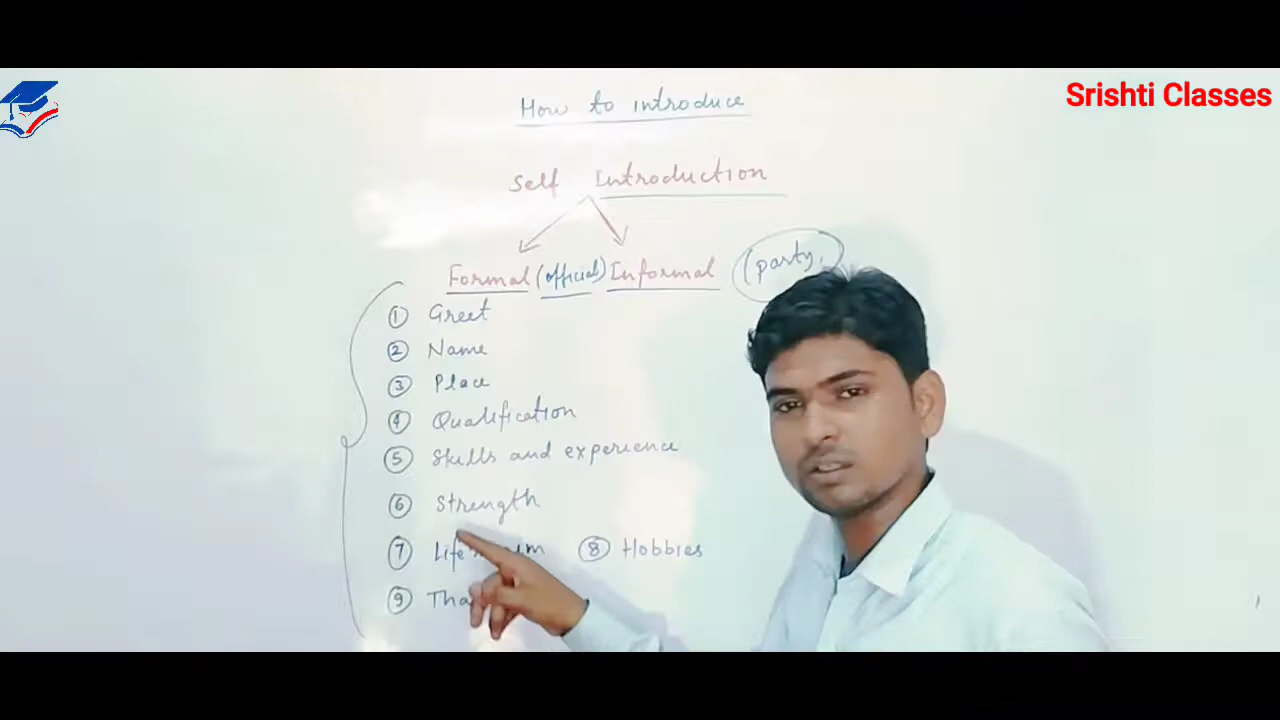 Srishti Classes
How to introduce
Self Introduction
Formal (official) Informal (party,
1 Greet
2 Name
3 Place
4 Qualification
5 Skills and experience
6 Strength
7 Life's 8 Hobbies
9